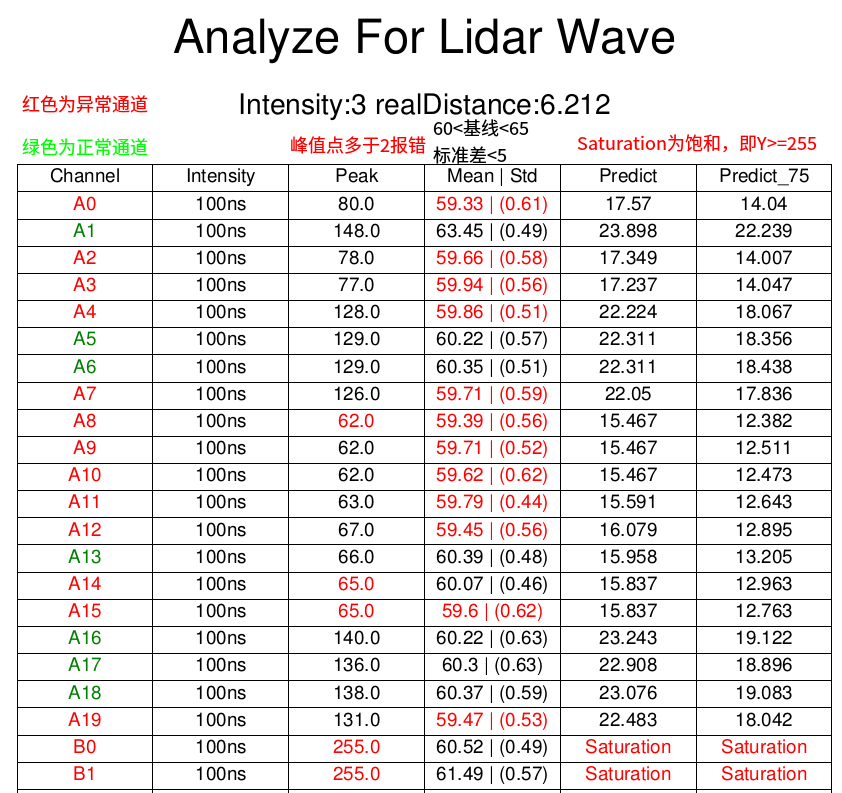 Analyze For Lidar Wave
红色为异常通道
Intensity:3 realDistance:6.212
绿色为正常通道
峰值点多于2报错
60<基线<65
标准差<5
Saturation为饱和，即Y>=255
Channel Intensity Peak Mean | Std Predict Predict_75
A0 100ns 80.0 59.33 | (0.61) 17.57 14.04
A1 100ns 148.0 63.45 | (0.49) 23.898 22.239
A2 100ns 78.0 59.66 | (0.58) 17.349 14.007
A3 100ns 77.0 59.94 | (0.56) 17.237 14.047
A4 100ns 128.0 59.86 | (0.51) 22.224 18.067
A5 100ns 129.0 60.22 | (0.57) 22.311 18.356
A6 100ns 129.0 60.35 | (0.51) 22.311 18.438
A7 100ns 126.0 59.71 | (0.59) 22.05 17.836
A8 100ns 62.0 59.39 | (0.56) 15.467 12.382
A9 100ns 62.0 59.71 | (0.52) 15.467 12.511
A10 100ns 62.0 59.62 | (0.62) 15.467 12.473
A11 100ns 63.0 59.79 | (0.44) 15.591 12.643
A12 100ns 67.0 59.45 | (0.56) 16.079 12.895
A13 100ns 66.0 60.39 | (0.48) 15.958 13.205
A14 100ns 65.0 60.07 | (0.46) 15.837 12.963
A15 100ns 65.0 59.6 | (0.62) 15.837 12.763
A16 100ns 140.0 60.22 | (0.63) 23.243 19.122
A17 100ns 136.0 60.3 | (0.63) 22.908 18.896
A18 100ns 138.0 60.37 | (0.59) 23.076 19.083
A19 100ns 131.0 59.47 | (0.53) 22.483 18.042
B0 100ns 255.0 60.52 | (0.49) Saturation Saturation
B1 100ns 255.0 61.49 | (0.57) Saturation Saturation